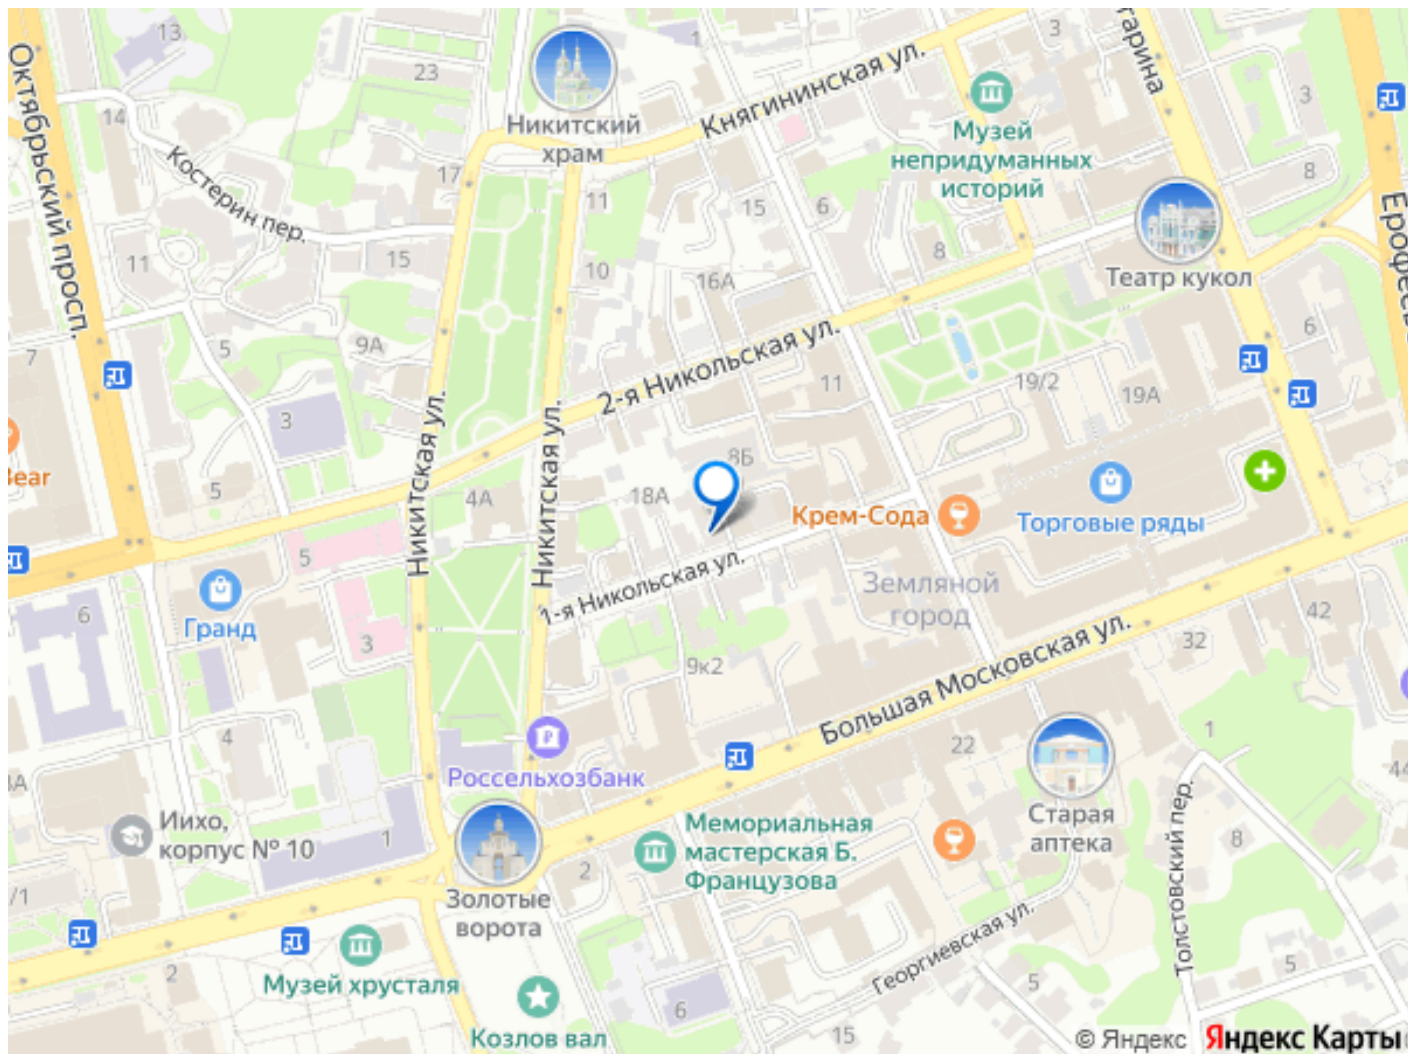 13
23
1
3
Октябрьский просп.
14
Костерин пер.
17
Никитский
храм
Княгининская ул.
Музей
непридуманных
историй
3
8
11
15
6
8
11
15
10
16А
Театр кукол
7
5
9А
6
2-я Никольская ул.
11
19/2
19А
3
Никитская ул.
Никитская ул.
8Б
5
4А
18А
Крем-Сода
Торговые ряды
5
1-я Никольская ул.
Земляной
город
6
Гранд
3
42
32
9к2
Большая Московская ул.
4
Россельхозбанк
22
1
Иихо,
корпус № 10
1
Мемориальная
мастерская Б.
Французова
Старая
аптека
Толстовский пер.
8
44
/1
Золотые
ворота
2
2
Музей хрусталя
Георгиевская ул.
5
5
6
15
Козлов вал
© Яндекс
Яндекс Карты